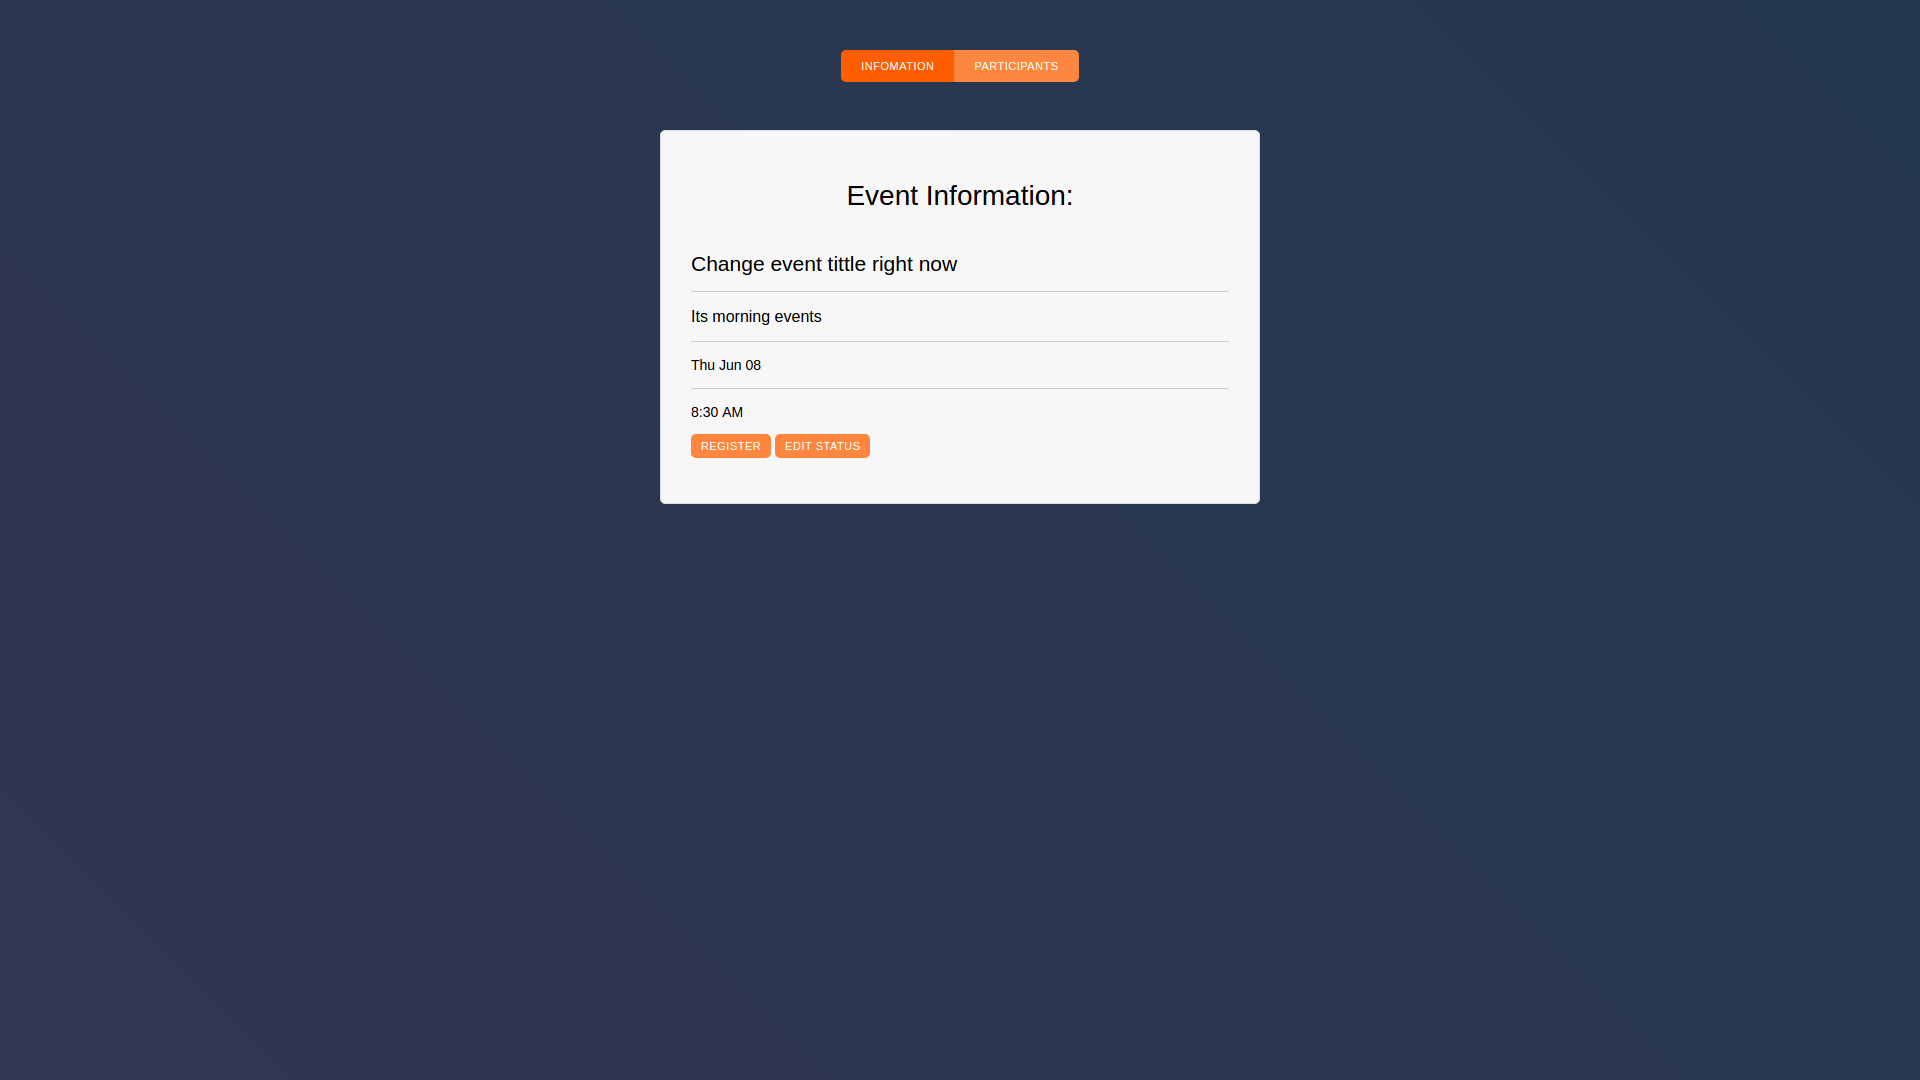 INFOMATION PARTICIPANTS
Event Information:
Change event tittle right now
Its morning events
Thu Jun 08
8:30 AM
REGISTER EDIT STATUS